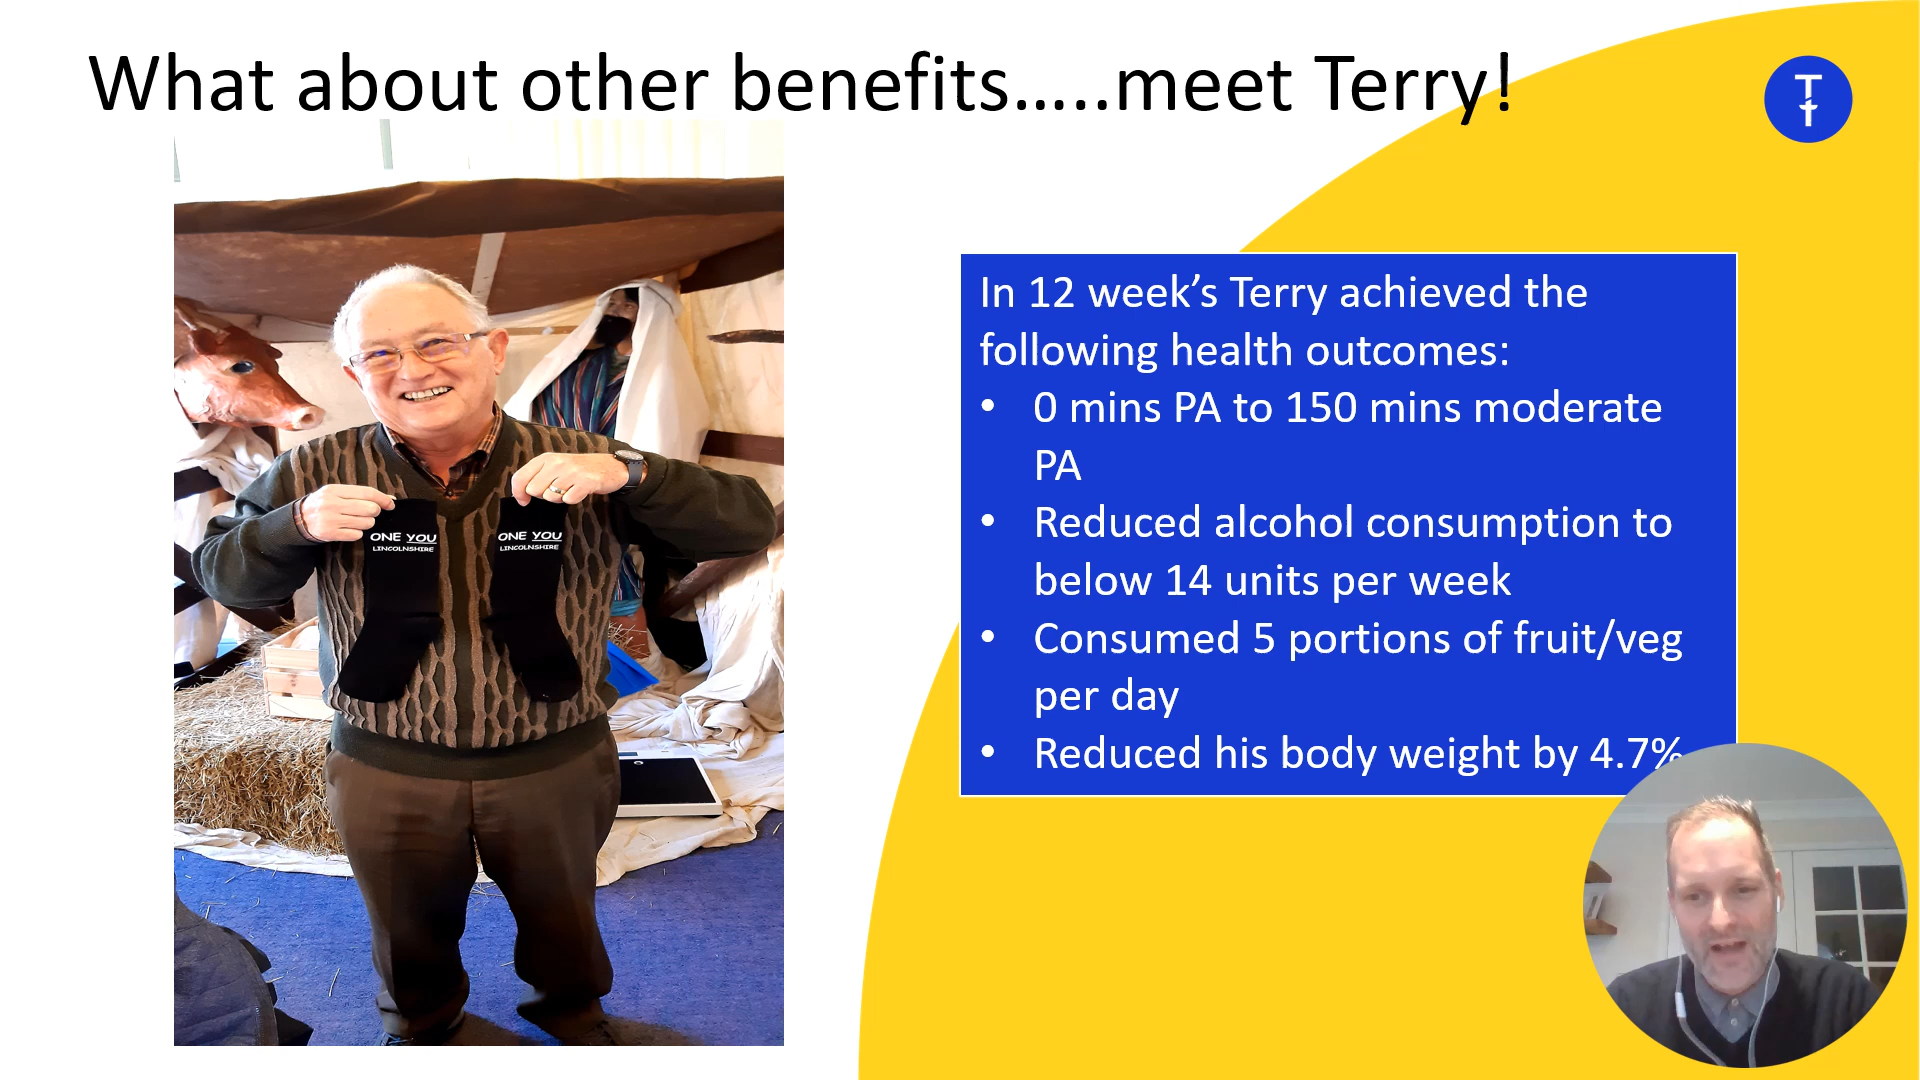 What about other benefits…..meet Terry!
T
f
In 12 week’s Terry achieved the
following health outcomes:
• 0 mins PA to 150 mins moderate
PA
• Reduced alcohol consumption to
below 14 units per week
• Consumed 5 portions of fruit/veg
per day
• Reduced his body weight by 4.7%
ONE YOU
LINCOLNSHIRE
ONE YOU
LINCOLNSHIRE